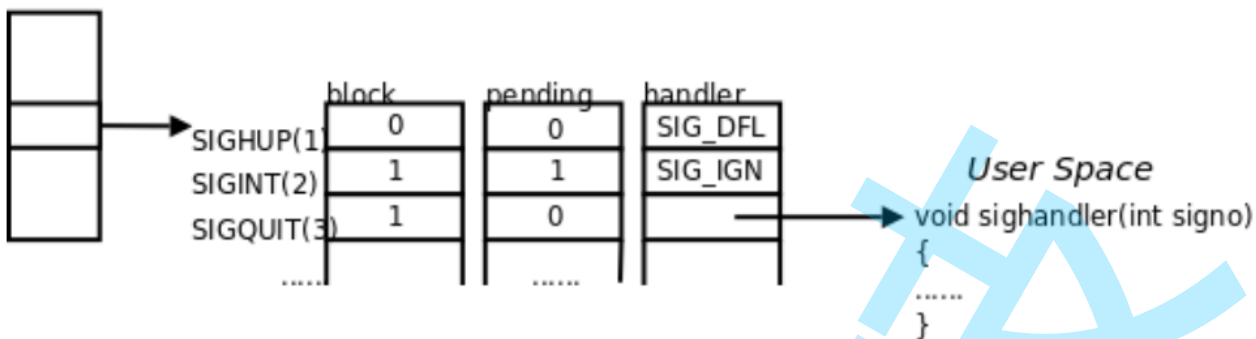 block pending handler
SIGHUP(1) 0 0 SIG_DFL
SIGINT(2) 1 1 SIG_IGN
User Space
SIGQUIT(3) 1 0 void sighandler(int signo)
{
...... ...... ......
}